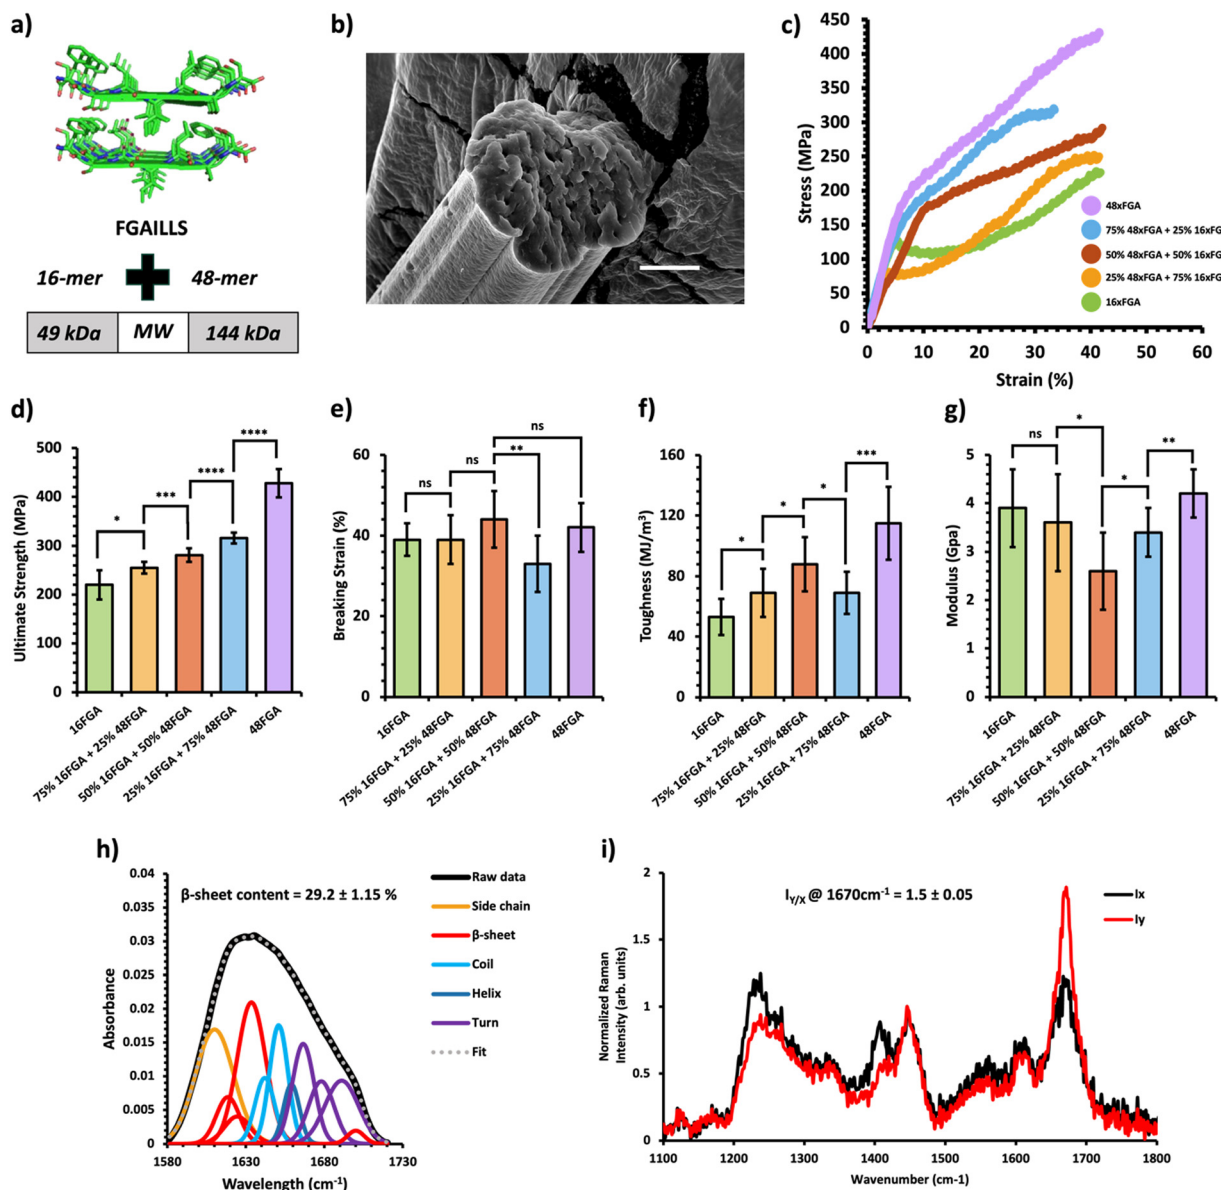 a)
FGAILLS
16-mer
48-mer
49 kDa
MW
144 kDa
b)
c)
Stress (MPa)
450
400
350
300
250
200
150
100
50
0
48xFGA
75% 48xFGA + 25% 16xFG
50% 48xFGA + 50% 16xFG
25% 48xFGA + 75% 16xFG
16xFGA
0 10 20 30 40 50 60
Strain (%)
d)
Ultimate Strength (MPa)
500
400
300
200
100
0
*
***
****
****
16FGA
75% 16FGA + 25% 48FGA
50% 16FGA + 50% 48FGA
25% 16FGA + 75% 48FGA
48FGA
e)
Breaking Strain (%)
60
40
20
0
ns
ns
**
ns
16FGA
75% 16FGA + 25% 48FGA
50% 16FGA + 50% 48FGA
25% 16FGA + 75% 48FGA
48FGA
f)
Toughness (MJ/m³)
160
120
80
40
0
*
*
*
***
16FGA
75% 16FGA + 25% 48FGA
50% 16FGA + 50% 48FGA
25% 16FGA + 75% 48FGA
48FGA
g)
Modulus (Gpa)
5
4
3
2
1
0
ns
*
*
**
16FGA
75% 16FGA + 25% 48FGA
50% 16FGA + 50% 48FGA
25% 16FGA + 75% 48FGA
48FGA
h)
β-sheet content = 29.2 ± 1.15 %
Absorbance
0.04
0.035
0.03
0.025
0.02
0.015
0.01
0.005
0
1580 1630 1680 1730
Wavelength (cm⁻¹)
Raw data
Side chain
β-sheet
Coil
Helix
Turn
Fit
i)
I_Y/X @ 1670cm⁻¹ = 1.5 ± 0.05
Ix
Iy
Normalized Raman
Intensity (arb. units)
2
1.5
1
0.5
0
1100 1200 1300 1400 1500 1600 1700 1800
Wavenumber (cm-1)